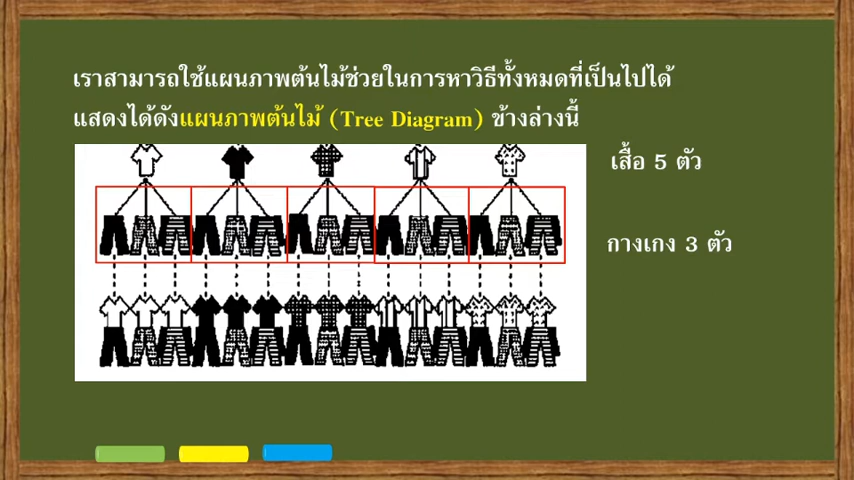 เราสามารถใช้แผนภาพต้นไม้ช่วยในการหาวิธีทั้งหมดที่เป็นไปได้
แสดงได้ดังแผนภาพต้นไม้ (Tree Diagram) ข้างล่างนี้
เสื้อ 5 ตัว
กางเกง 3 ตัว